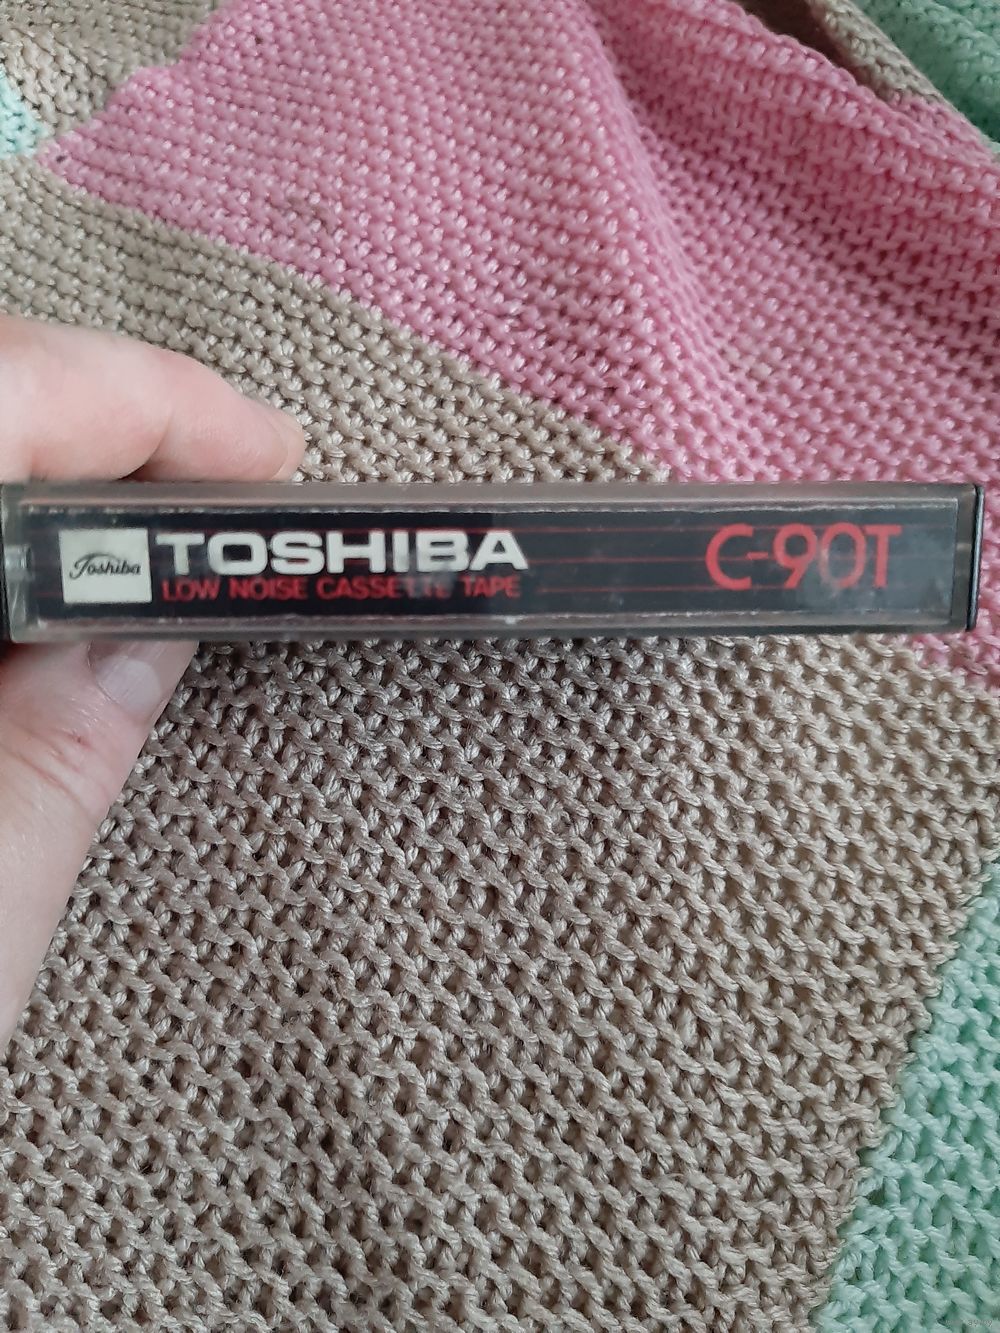 Toshiba
TOSHIBA
LOW NOISE CASSETTE TAPE
C-90T